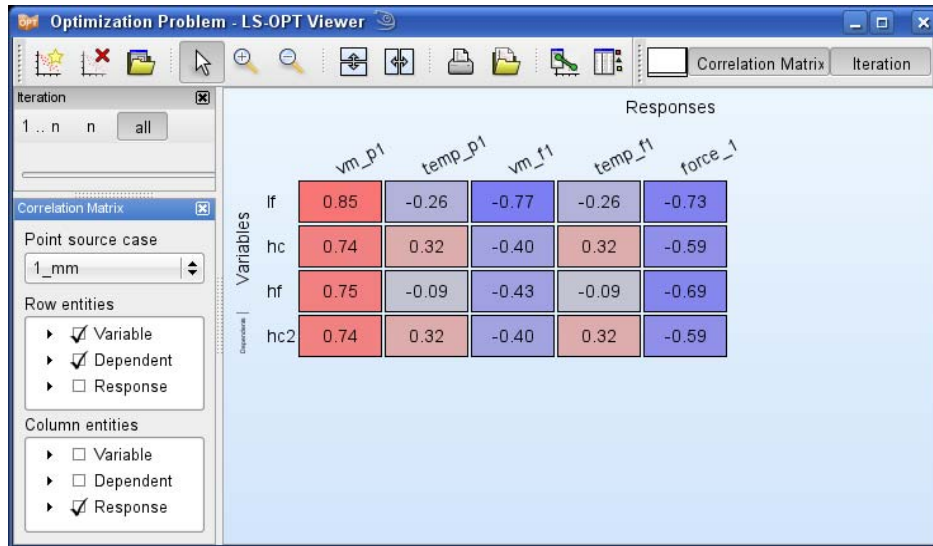 Optimization Problem - LS-OPT Viewer
Correlation Matrix Iteration
Iteration
1 .. n n all
Correlation Matrix
Point source case
1_mm
Row entities
Variable
Dependent
Response
Column entities
Variable
Dependent
Response
Responses
vm_p1 temp_p1 vm_f1 temp_f1 force_1
Variables
Dependents
lf 0.85 -0.26 -0.77 -0.26 -0.73
hc 0.74 0.32 -0.40 0.32 -0.59
hf 0.75 -0.09 -0.43 -0.09 -0.69
hc2 0.74 0.32 -0.40 0.32 -0.59